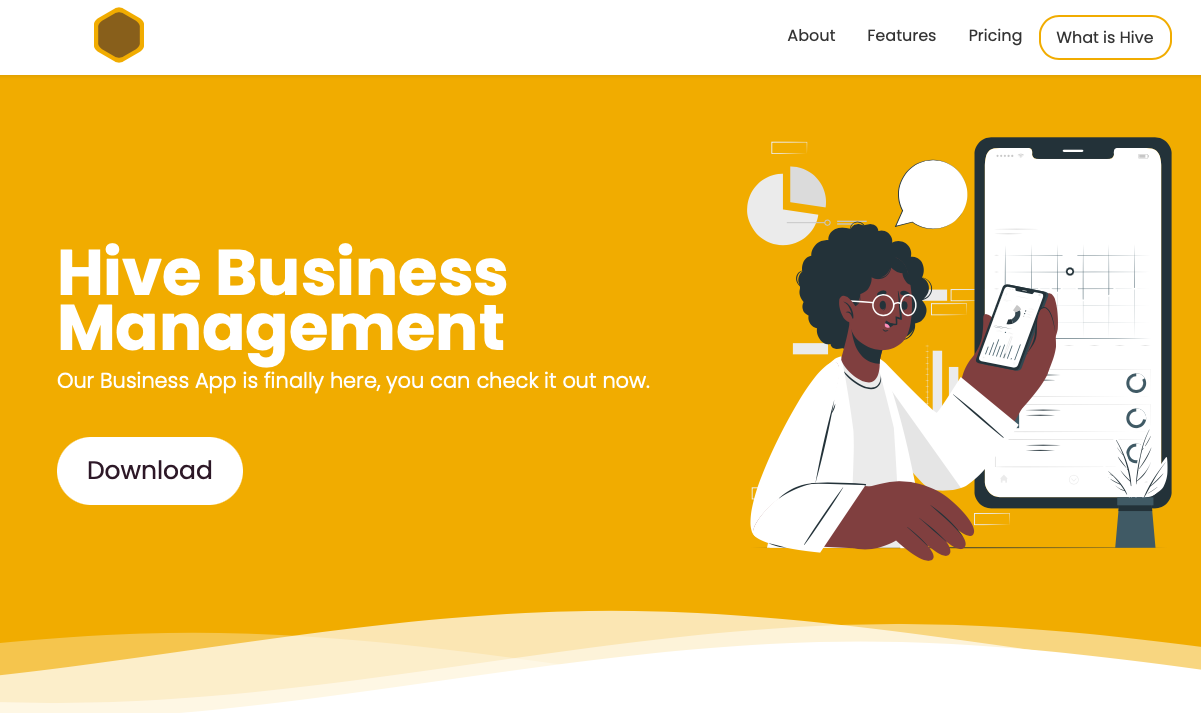 About
Features
Pricing
What is Hive
Hive Business
Management
Our Business App is finally here, you can check it out now.
Download